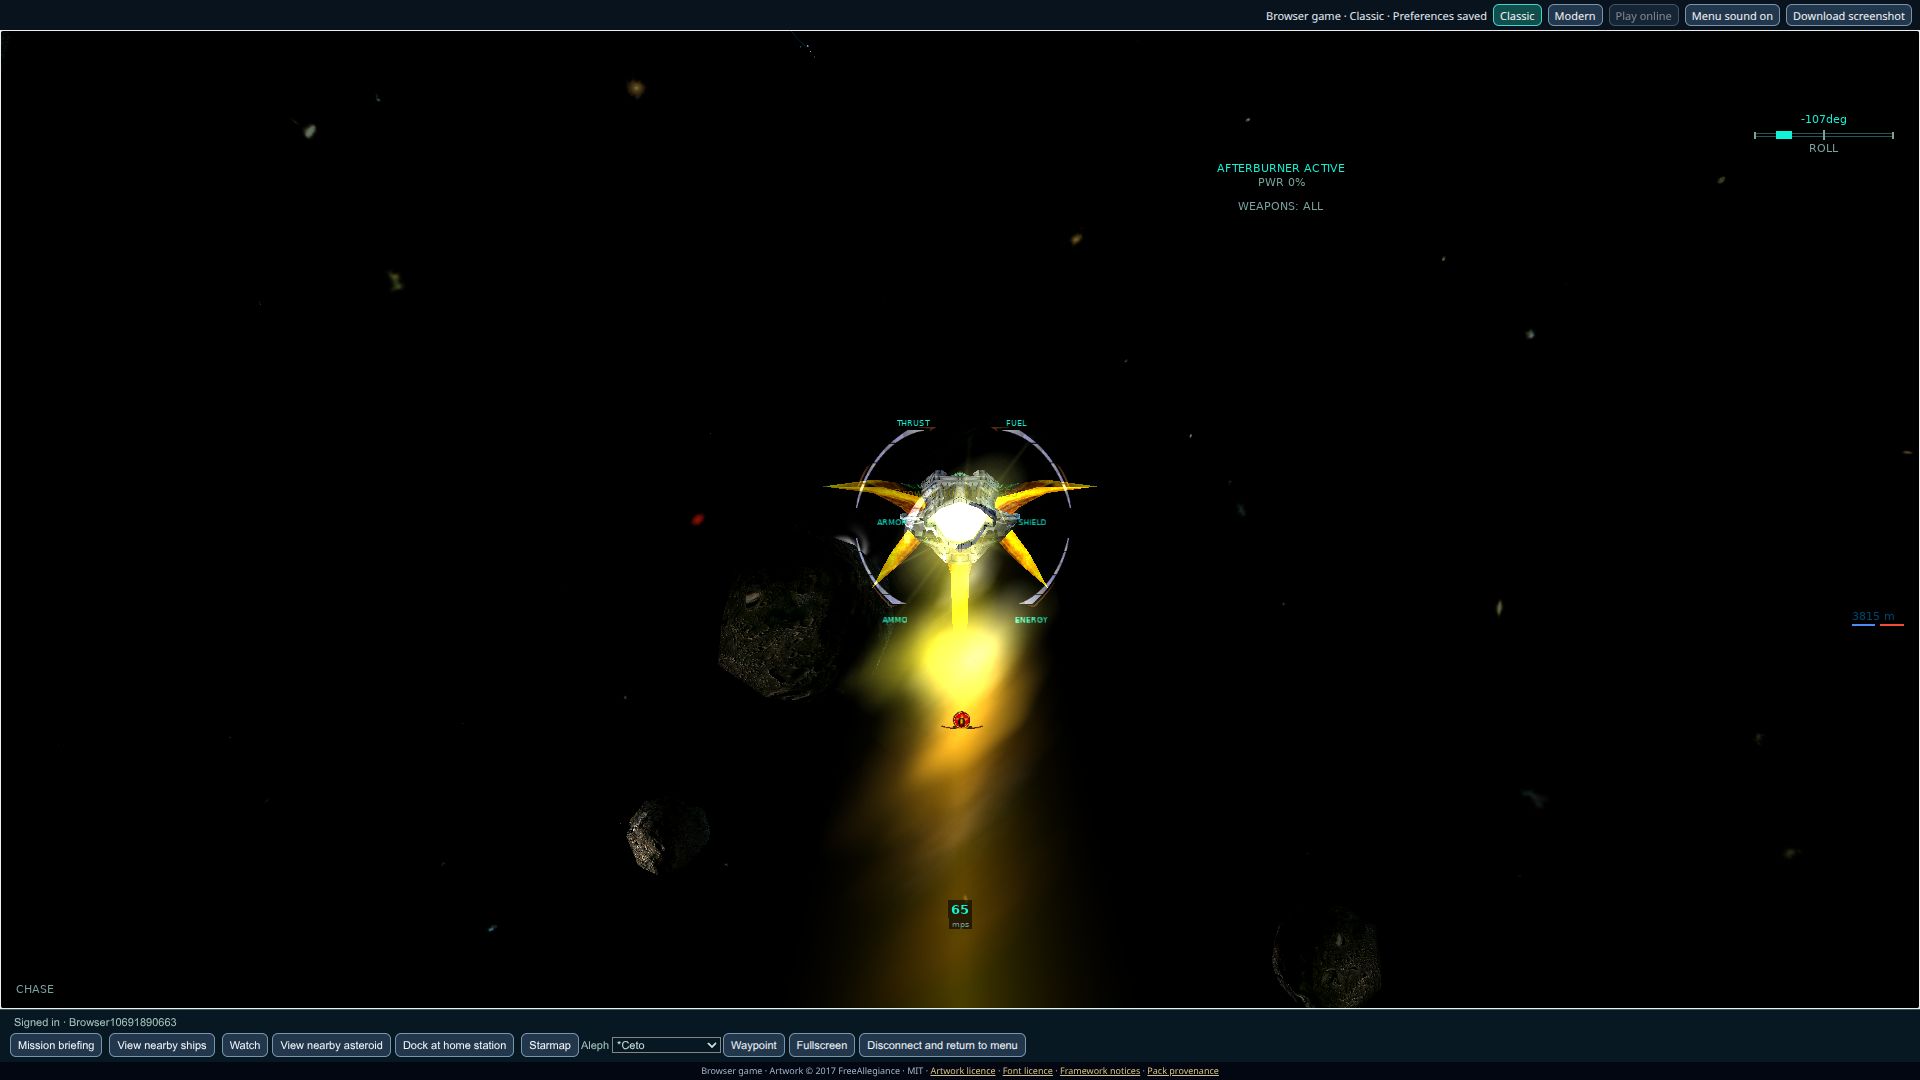 Browser game · Classic · Preferences saved Classic Modern Play online Menu sound on Download screenshot
-107deg
ROLL
AFTERBURNER ACTIVE
PWR 0%
WEAPONS: ALL
THRUST FUEL
ARMOR SHIELD
AMMO ENERGY
3815 m
65
mps
CHASE
Signed in · Browser10691890663
Mission briefing View nearby ships Watch View nearby asteroid Dock at home station Starmap Aleph *Ceto Waypoint Fullscreen Disconnect and return to menu
Browser game · Artwork © 2017 FreeAllegiance · MIT · Artwork licence · Font licence · Framework notices · Pack provenance